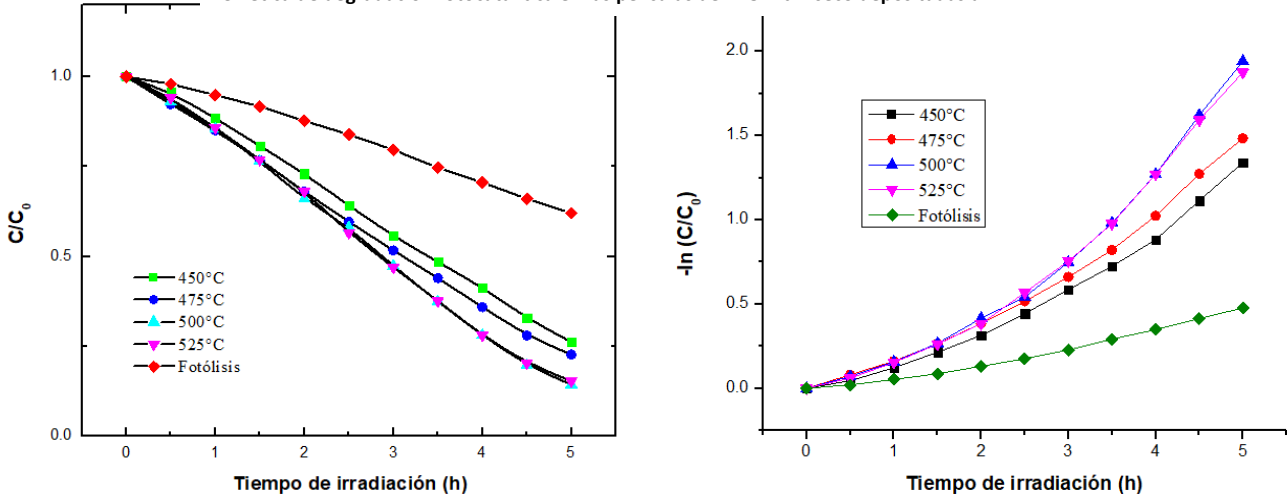 1.0
0.5
0.0
C/C0
450°C
475°C
500°C
525°C
Fotólisis
0 1 2 3 4 5
Tiempo de irradiación (h)
2.0
1.5
1.0
0.5
0.0
-ln (C/C0)
450°C
475°C
500°C
525°C
Fotólisis
0 1 2 3 4 5
Tiempo de irradiación (h)